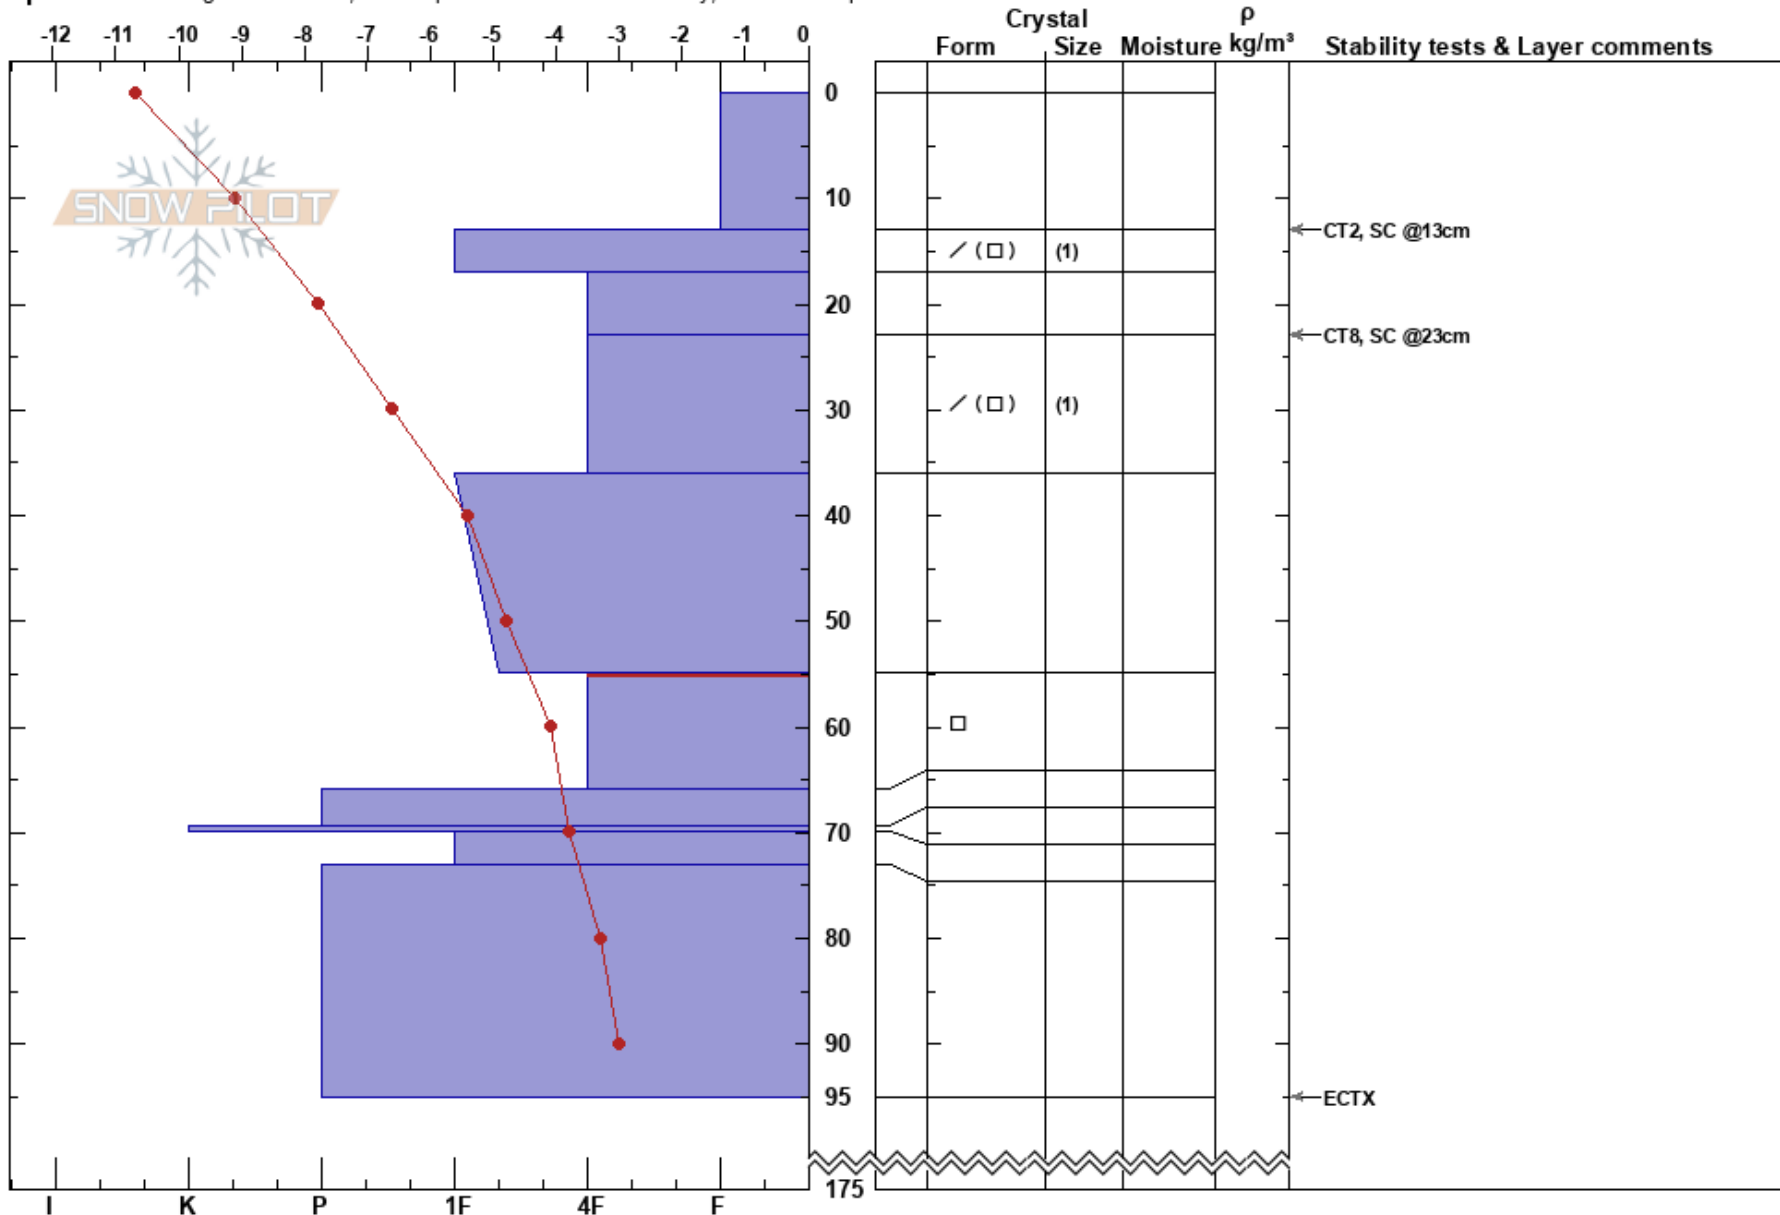 Crystal ρ
-12 -11 -10 -9 -8 -7 -6 -5 -4 -3 -2 -1 0 Form Size Moisture kg/m³ Stability tests & Layer comments
0
SNOW PILOT
10
CT2, SC @13cm
(□) (1)
20
CT8, SC @23cm
30 (□) (1)
40
50
60 □
70
80
90
95 ECTX
175
I K P 1F 4F F